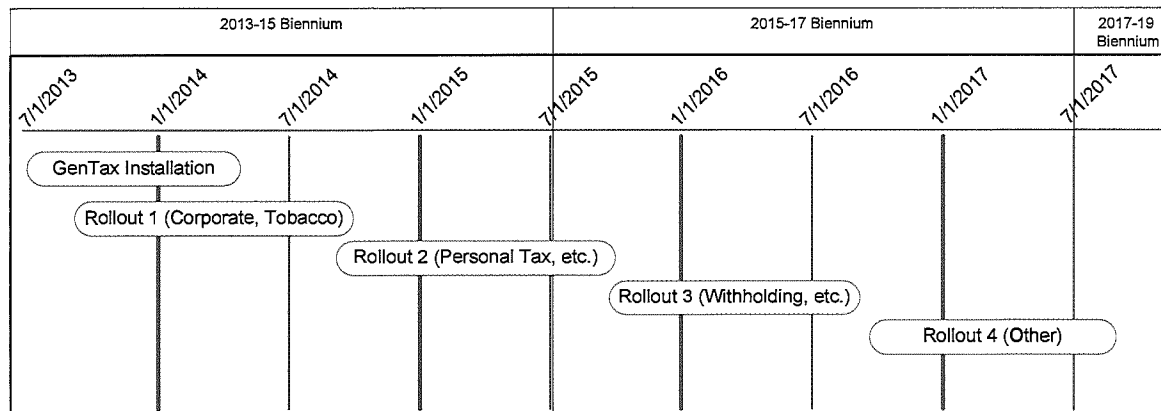 2013-15 Biennium
2015-17 Biennium
2017-19
Biennium
7/1/2013
1/1/2014
7/1/2014
1/1/2015
7/1/2015
1/1/2016
7/1/2016
1/1/2017
7/1/2017
GenTax Installation
Rollout 1 (Corporate, Tobacco)
Rollout 2 (Personal Tax, etc.)
Rollout 3 (Withholding, etc.)
Rollout 4 (Other)